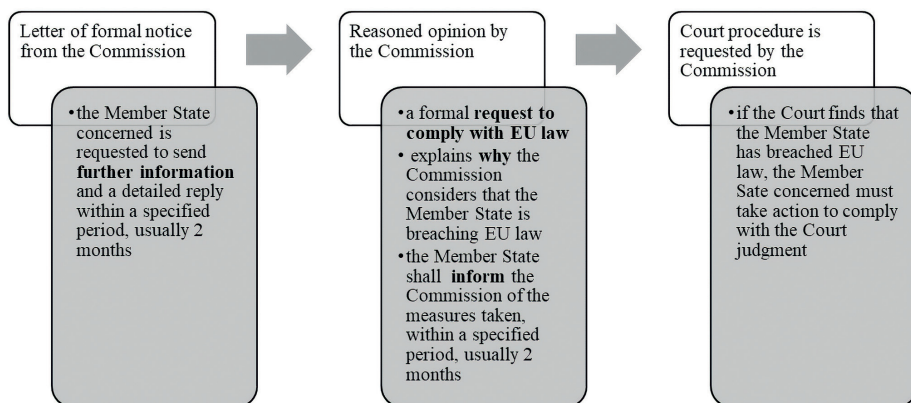 Letter of formal notice
from the Commission
•the Member State
concerned is
requested to send
further information
and a detailed reply
within a specified
period, usually 2
months
Reasoned opinion by
the Commission
•a formal request to
comply with EU law
• explains why the
Commission
considers that the
Member State is
breaching EU law
•the Member State
shall inform the
Commission of the
measures taken,
within a specified
period, usually 2
months
Court procedure is
requested by the
Commission
•if the Court finds that
the Member State
has breached EU
law, the Member
Sate concerned must
take action to comply
with the Court
judgment